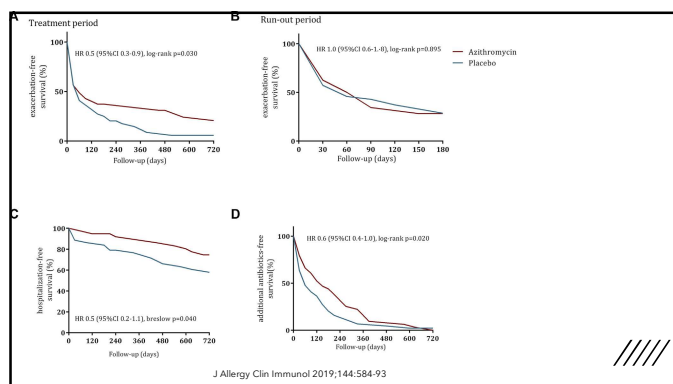 A
Treatment period
HR 0.5 (95%CI 0.3-0.9), log-rank p=0.030
exacerbation-free
survival (%)
100
50
0
0 120 240 360 480 600 720
Follow-up (days)
B
Run-out period
HR 1.0 (95%CI 0.6-1.-8), log-rank p=0.895
exacerbation-free
survival (%)
100
50
0
0 30 60 90 120 150 180
Follow-up (days)
Azithromycin
Placebo
C
hospitalization-free
survival (%)
100
80
60
40
20
0
HR 0.5 (95%CI 0.2-1.1), breslow p=0.040
0 120 240 360 480 600 720
Follow-up (days)
D
HR 0.6 (95%CI 0.4-1.0), log-rank p=0.020
additional antibiotics-free
survival(%)
100
50
0
0 120 240 360 480 600 720
Follow-up (days)
J Allergy Clin Immunol 2019;144:584-93